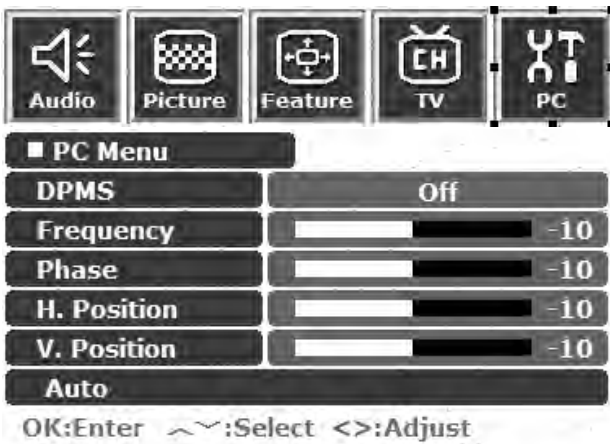 Audio Picture Feature CH TV PC
PC Menu
DPMS Off
Frequency -10
Phase -10
H. Position -10
V. Position -10
Auto
OK:Enter ︿﹀:Select <>:Adjust